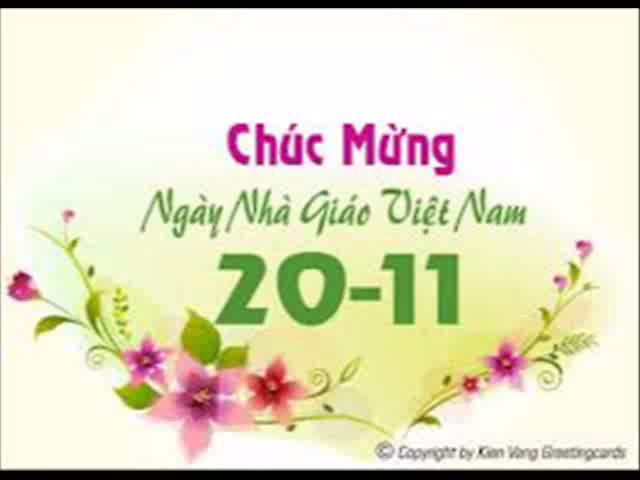 Chúc Mừng
Ngày Nhà Giáo Việt Nam
20-11
© Copyright by Kien Vang Greetingcards